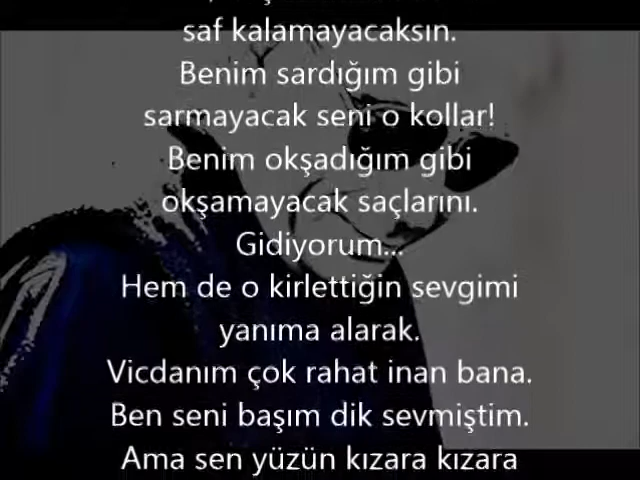 saf kalamayacaksın.
Benim sardığım gibi
sarmayacak seni o kollar!
Benim okşadığım gibi
okşamayacak saçlarını.
Gidiyorum...
Hem de o kirlettiğin sevgimi
yanıma alarak.
Vicdanım çok rahat inan bana.
Ben seni başım dik sevmiştim.
Ama sen yüzün kızara kızara